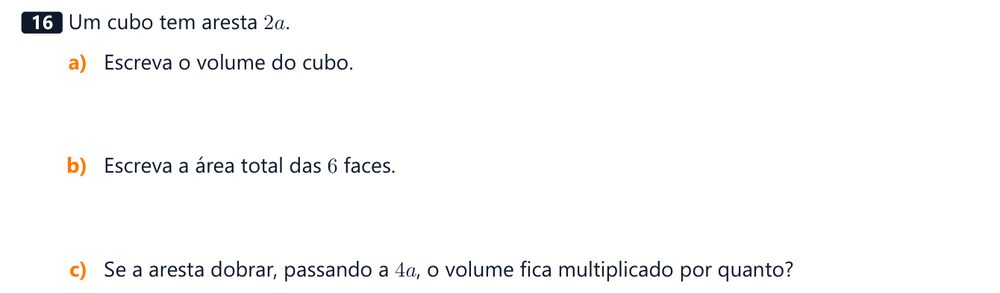 16 Um cubo tem aresta 2a.
a) Escreva o volume do cubo.
b) Escreva a área total das 6 faces.
c) Se a aresta dobrar, passando a 4a, o volume fica multiplicado por quanto?